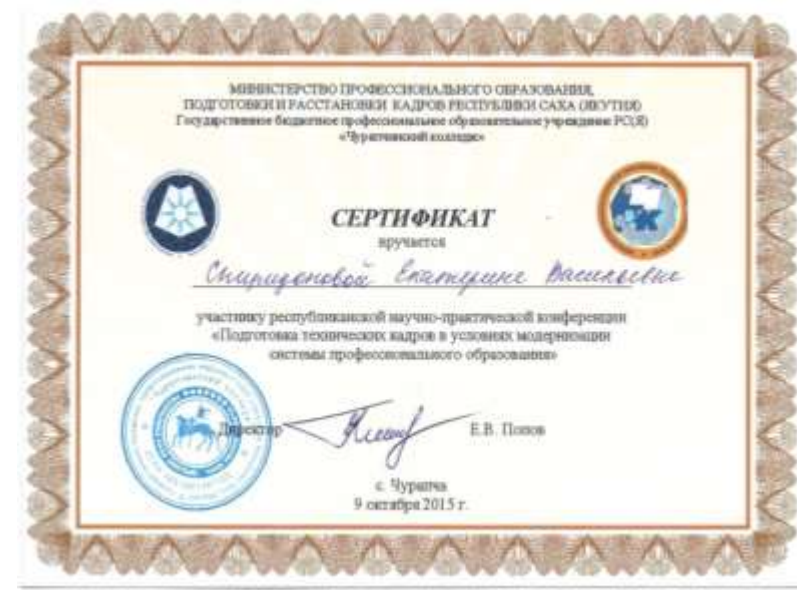 МИНИСТЕРСТВО ПРОФЕССИОНАЛЬНОГО ОБРАЗОВАНИЯ,
ПОДГОТОВКИ И РАССТАНОВКИ КАДРОВ РЕСПУБЛИКИ САХА (ЯКУТИЯ)
Государственное бюджетное профессиональное образовательное учреждение РС(Я)
«Чурапчинский колледж»
СЕРТИФИКАТ
вручается
Спиридоновой Екатерине Васильевне
участнику республиканской научно-практической конференции
«Подготовка технических кадров в условиях модернизации
системы профессионального образования»
Директор Е.В. Попов
с. Чурапча
9 октября 2015 г.